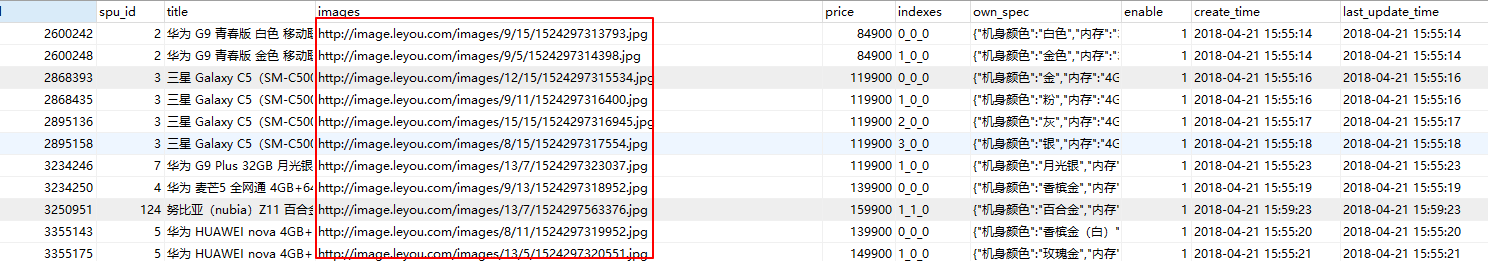 spu_id title images price indexes own_spec enable create_time last_update_time
2600242 2 华为 G9 青春版 白色 移动 http://image.leyou.com/images/9/15/1524297313793.jpg 84900 0_0_0 {"机身颜色":"白色","内存":" 1 2018-04-21 15:55:14 2018-04-21 15:55:14
2600248 2 华为 G9 青春版 金色 移动 http://image.leyou.com/images/9/5/1524297314398.jpg 84900 1_0_0 {"机身颜色":"金色","内存":" 1 2018-04-21 15:55:14 2018-04-21 15:55:14
2868393 3 三星 Galaxy C5（SM-C500 http://image.leyou.com/images/12/15/1524297315534.jpg 119900 0_0_0 {"机身颜色":"金","内存":"4G 1 2018-04-21 15:55:16 2018-04-21 15:55:16
2868435 3 三星 Galaxy C5（SM-C500 http://image.leyou.com/images/9/11/1524297316400.jpg 119900 1_0_0 {"机身颜色":"粉","内存":"4G 1 2018-04-21 15:55:16 2018-04-21 15:55:16
2895136 3 三星 Galaxy C5（SM-C500 http://image.leyou.com/images/15/15/1524297316945.jpg 119900 2_0_0 {"机身颜色":"灰","内存":"4G 1 2018-04-21 15:55:17 2018-04-21 15:55:17
2895158 3 三星 Galaxy C5（SM-C500 http://image.leyou.com/images/8/15/1524297317554.jpg 119900 3_0_0 {"机身颜色":"银","内存":"4G 1 2018-04-21 15:55:18 2018-04-21 15:55:18
3234246 7 华为 G9 Plus 32GB 月光银 http://image.leyou.com/images/13/7/1524297323037.jpg 119900 1_0_0 {"机身颜色":"月光银","内存" 1 2018-04-21 15:55:23 2018-04-21 15:55:23
3234250 4 华为 麦芒5 全网通 4GB+6 http://image.leyou.com/images/9/13/1524297318952.jpg 139900 0_0_0 {"机身颜色":"香槟金","内存" 1 2018-04-21 15:55:19 2018-04-21 15:55:19
3250951 124 努比亚（nubia）Z11 百合金 http://image.leyou.com/images/13/7/1524297563376.jpg 159900 1_1_0 {"机身颜色":"百合金","内存" 1 2018-04-21 15:59:23 2018-04-21 15:59:23
3355143 5 华为 HUAWEI nova 4GB+ http://image.leyou.com/images/8/11/1524297319952.jpg 139900 0_0_0 {"机身颜色":"香槟金（白）" 1 2018-04-21 15:55:20 2018-04-21 15:55:20
3355175 5 华为 HUAWEI nova 4GB+ http://image.leyou.com/images/13/5/1524297320551.jpg 149900 1_0_0 {"机身颜色":"玫瑰金","内存" 1 2018-04-21 15:55:21 2018-04-21 15:55:21